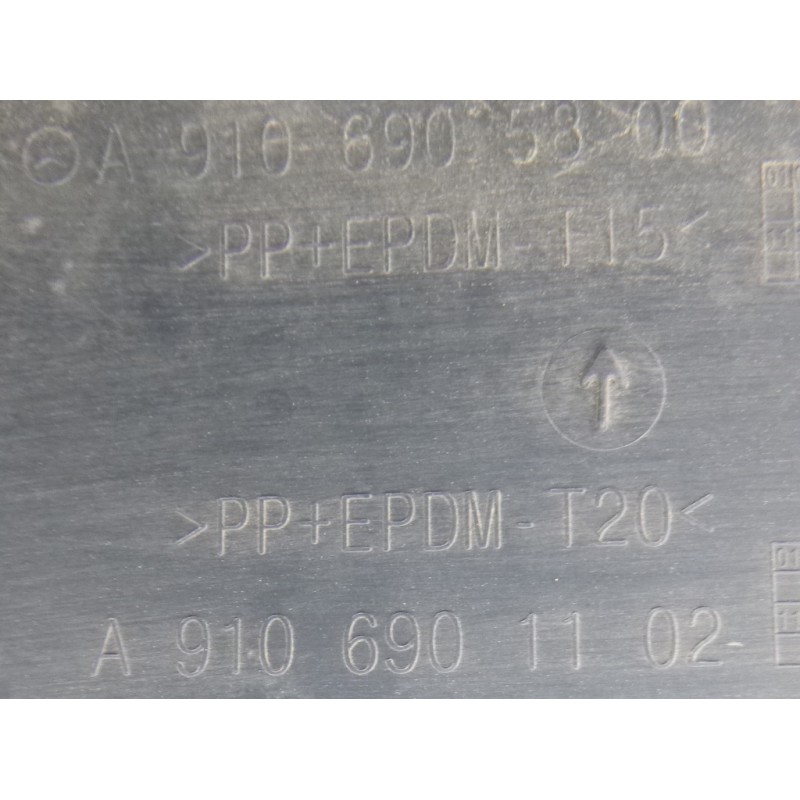 A 910 690 58 00
>PP+EPDM-T15<
>PP+EPDM-T20<
A 910 690 11 02